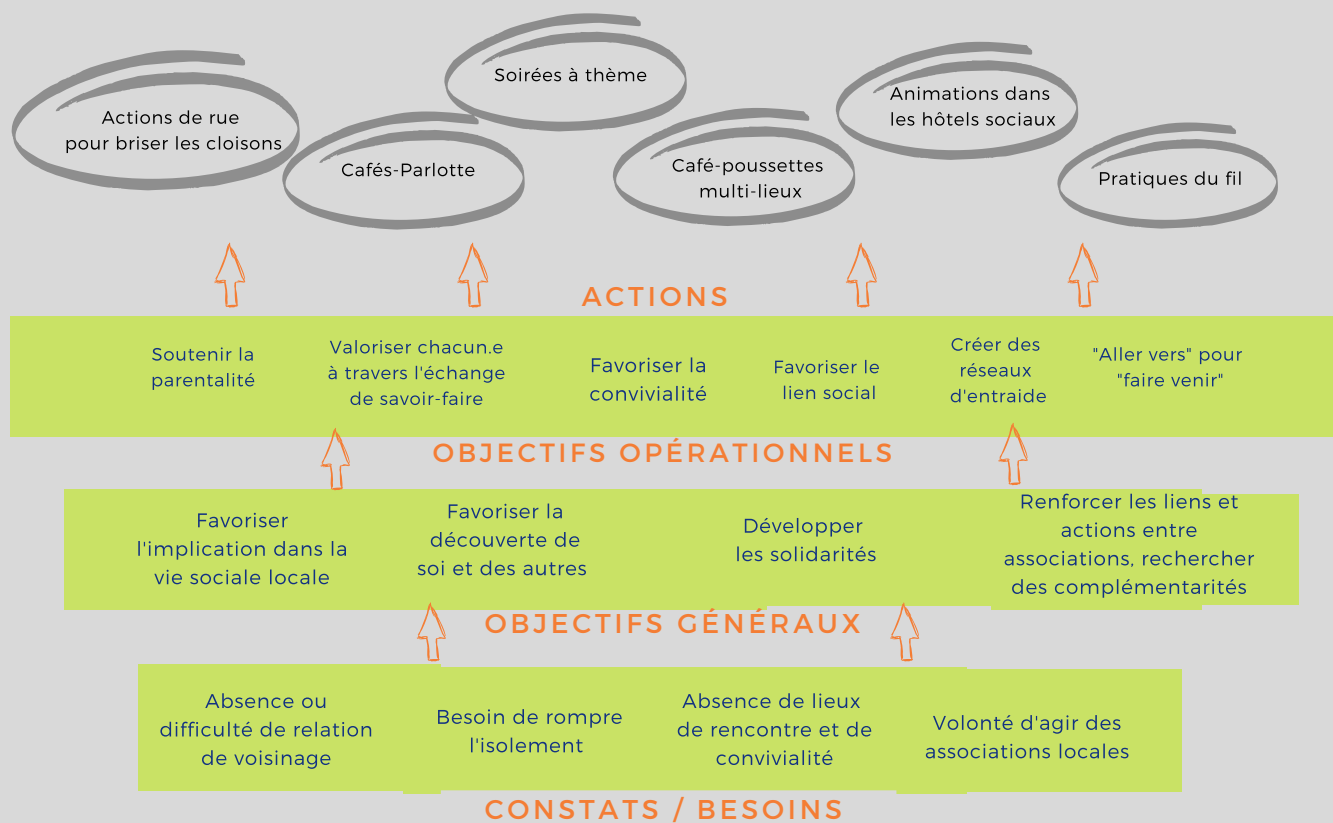 Soirées à thème
Actions de rue
pour briser les cloisons
Cafés-Parlotte
Café-poussettes
multi-lieux
Animations dans
les hôtels sociaux
Pratiques du fil
ACTIONS
Soutenir la
parentalité
Valoriser chacun.e
à travers l'échange
de savoir-faire
Favoriser la
convivialité
Favoriser le
lien social
Créer des
réseaux
d'entraide
"Aller vers" pour
"faire venir"
OBJECTIFS OPÉRATIONNELS
Favoriser
l'implication dans la
vie sociale locale
Favoriser la
découverte de
soi et des autres
Développer
les solidarités
Renforcer les liens et
actions entre
associations, rechercher
des complémentarités
OBJECTIFS GÉNÉRAUX
Absence ou
difficulté de relation
de voisinage
Besoin de rompre
l'isolement
Absence de lieux
de rencontre et de
convivialité
Volonté d'agir des
associations locales
CONSTATS / BESOINS